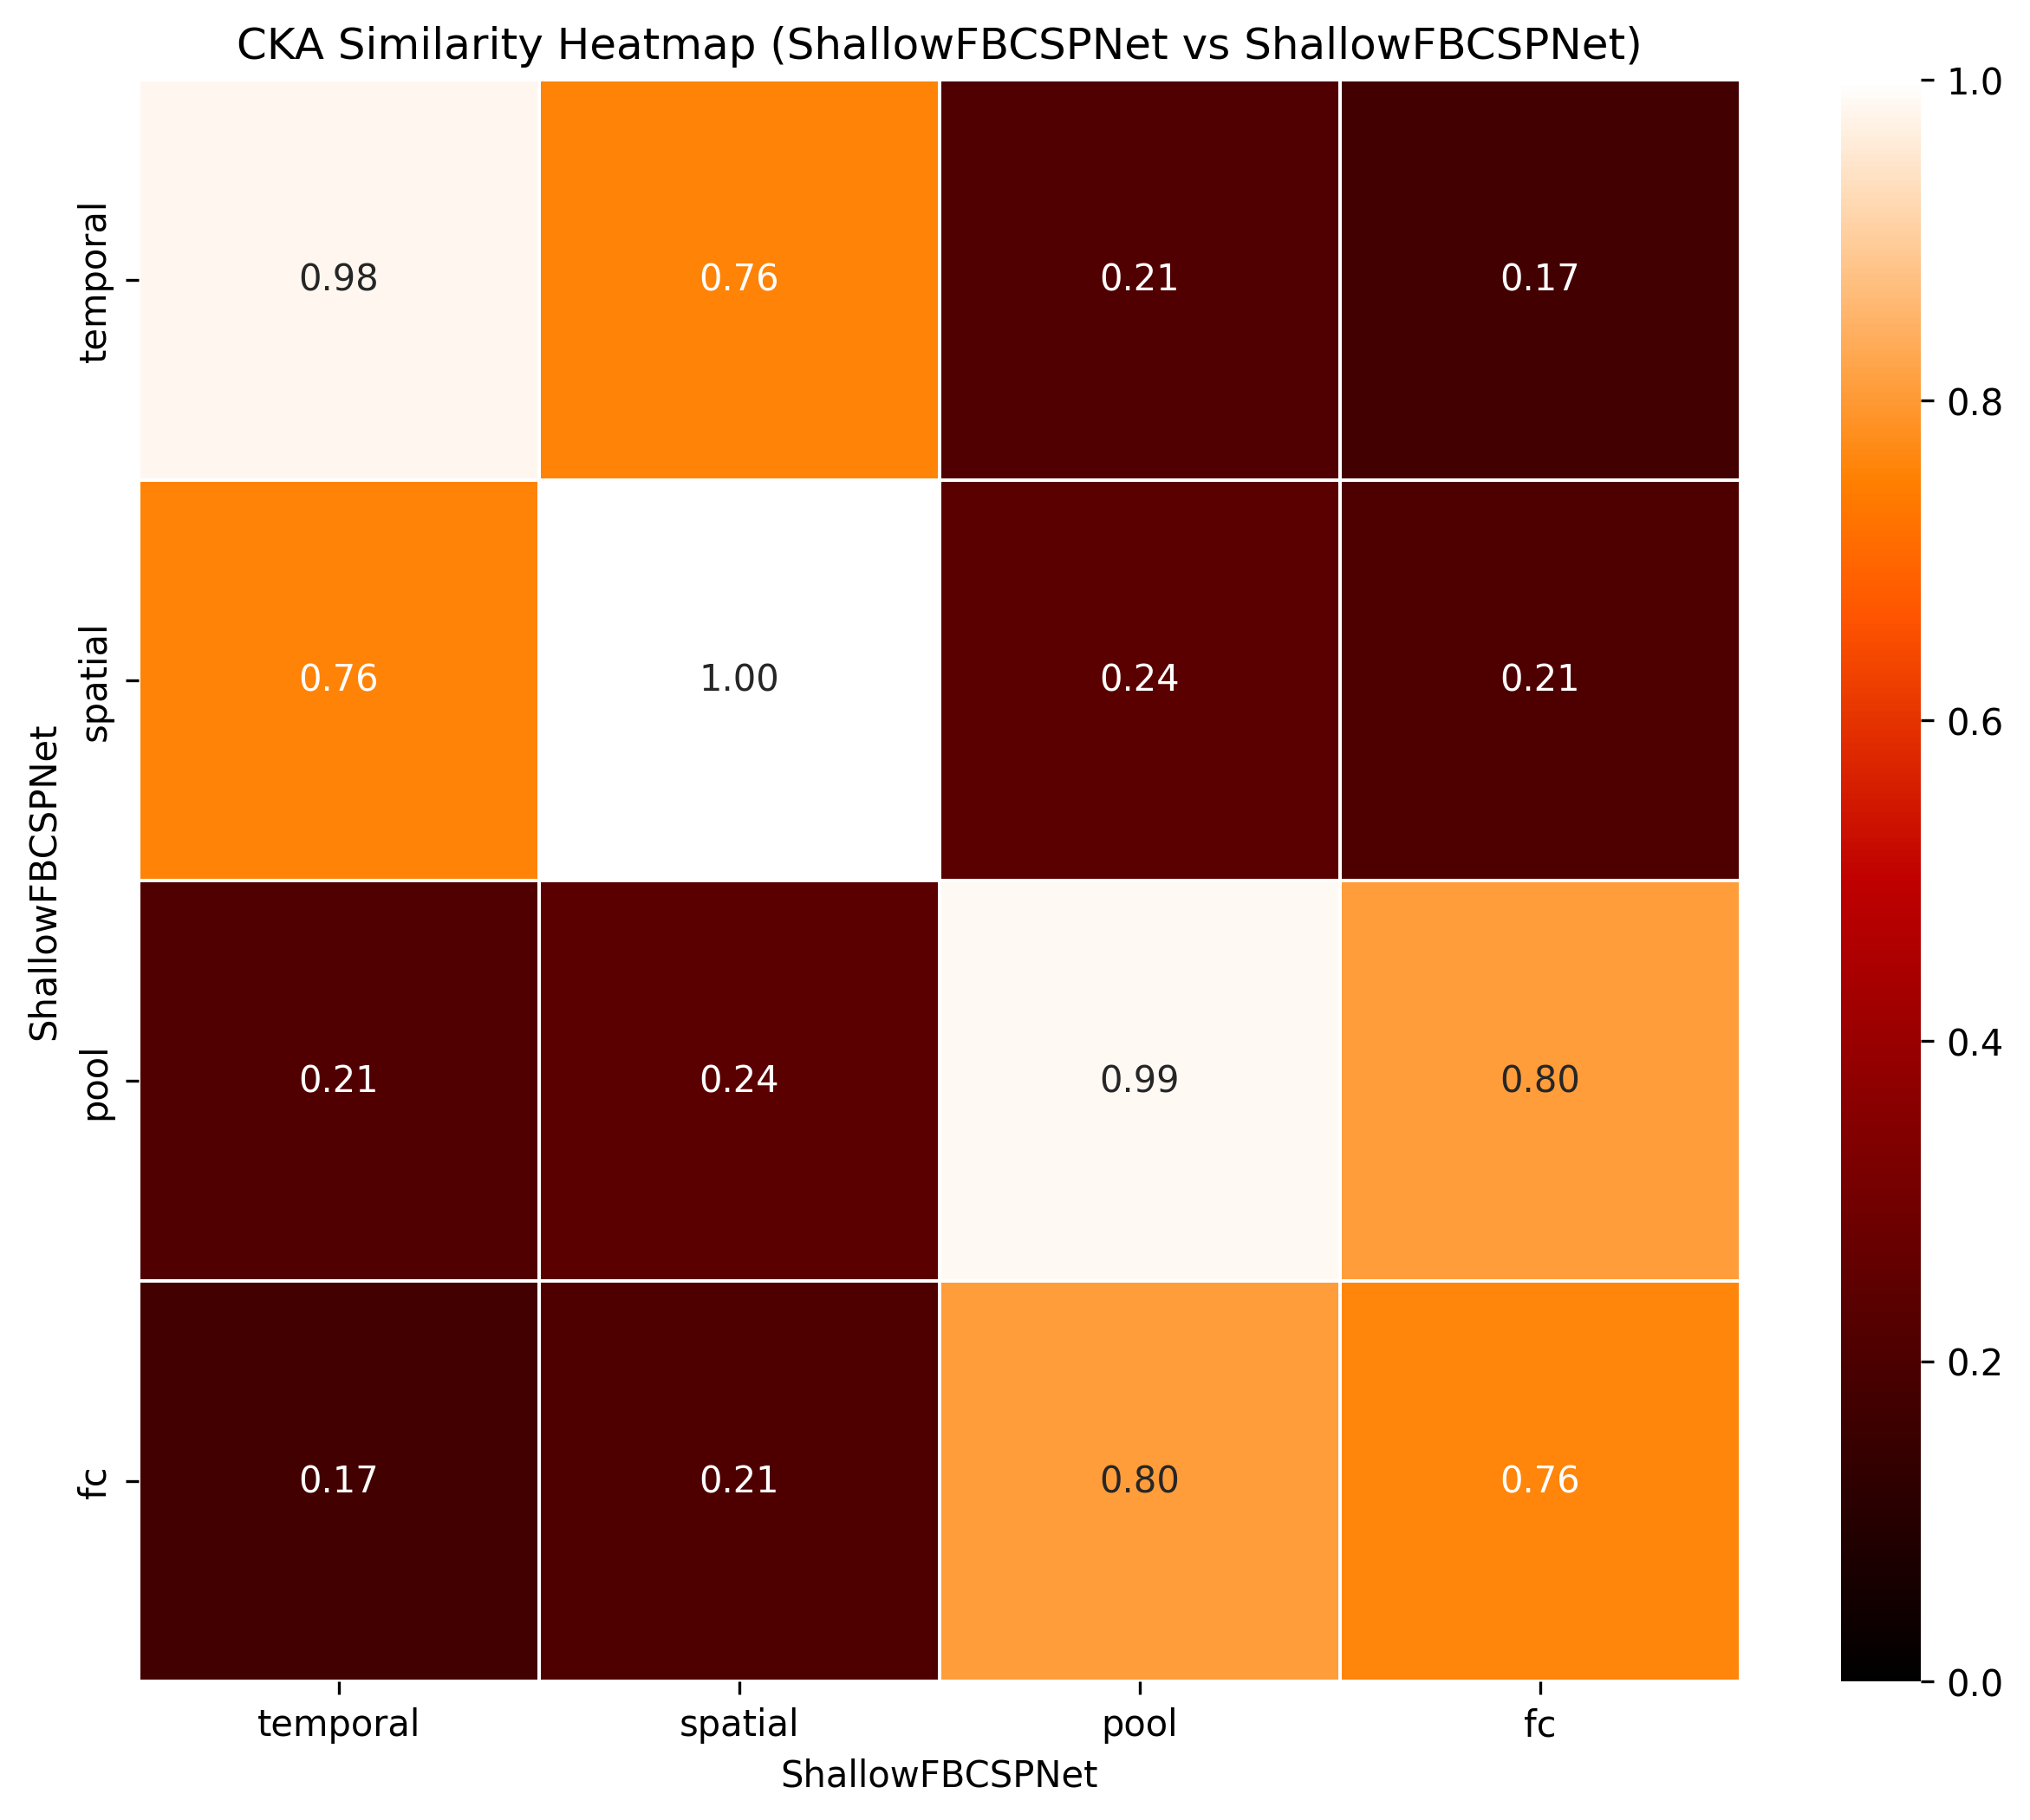 CKA Similarity Heatmap (ShallowFBCSPNet vs ShallowFBCSPNet)
ShallowFBCSPNet
temporal
0.98 0.76 0.21 0.17
spatial
0.76 1.00 0.24 0.21
pool
0.21 0.24 0.99 0.80
fc
0.17 0.21 0.80 0.76
temporal spatial pool fc
ShallowFBCSPNet
1.0
0.8
0.6
0.4
0.2
0.0